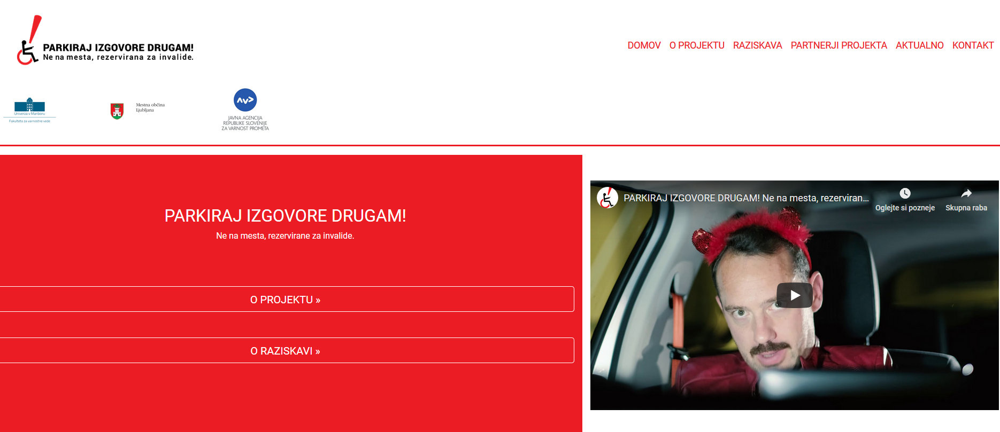 PARKIRAJ IZGOVORE DRUGAM!
Ne na mesta, rezervirana za invalide.
DOMOV O PROJEKTU RAZISKAVA PARTNERJI PROJEKTA AKTUALNO KONTAKT
Univerza v Mariboru
Fakulteta za varnostne vede
Mestna občina
Ljubljana
JAVNA AGENCIJA
REPUBLIKE SLOVENIJE
ZA VARNOST PROMETA
PARKIRAJ IZGOVORE DRUGAM!
Ne na mesta, rezervirane za invalide.
O PROJEKTU »
O RAZISKAVI »
PARKIRAJ IZGOVORE DRUGAM! Ne na mesta, rezerviran...
Oglejte si pozneje
Skupna raba